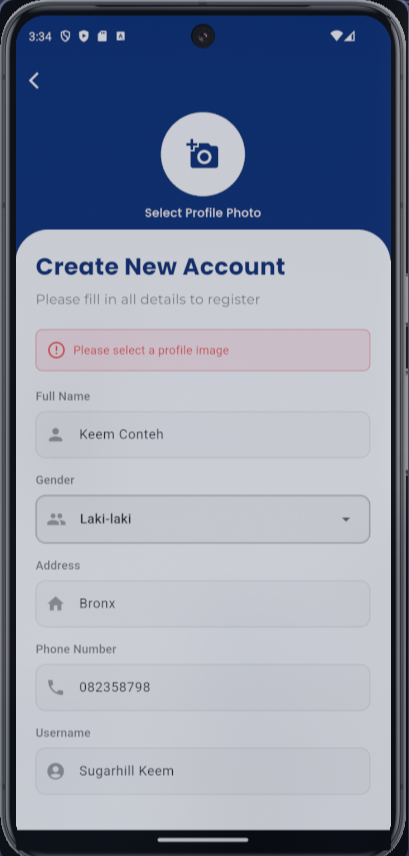 3:34
Select Profile Photo
Create New Account
Please fill in all details to register
Please select a profile image
Full Name
Keem Conteh
Gender
Laki-laki
Address
Bronx
Phone Number
082358798
Username
Sugarhill Keem